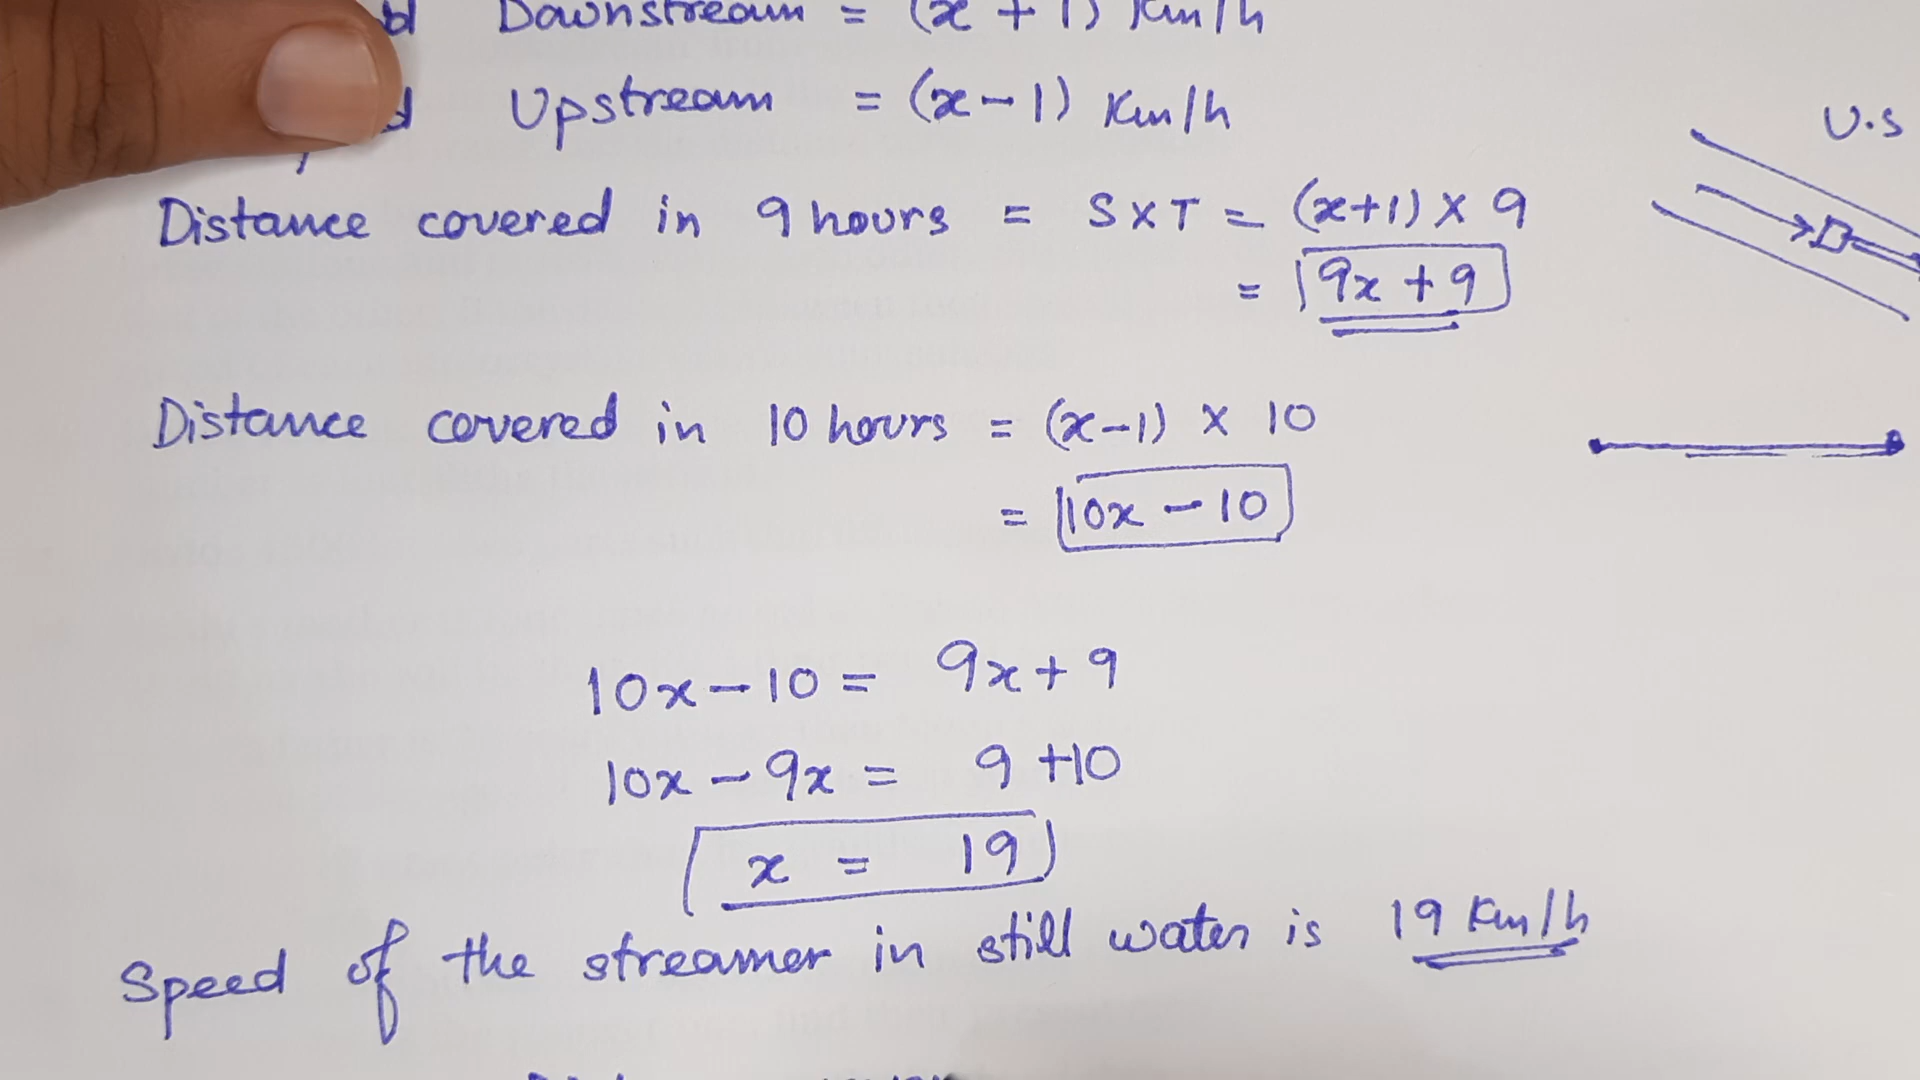 Downstream = (x + 1) Km/h
Upstream = (x - 1) Km/h
U.S
Distance covered in 9 hours = S X T = (x+1) X 9
= 9x + 9
Distance covered in 10 hours = (x-1) X 10
= 10x - 10
10x - 10 = 9x + 9
10x - 9x = 9 + 10
x = 19
Speed of the streamer in still water is 19 Km/h